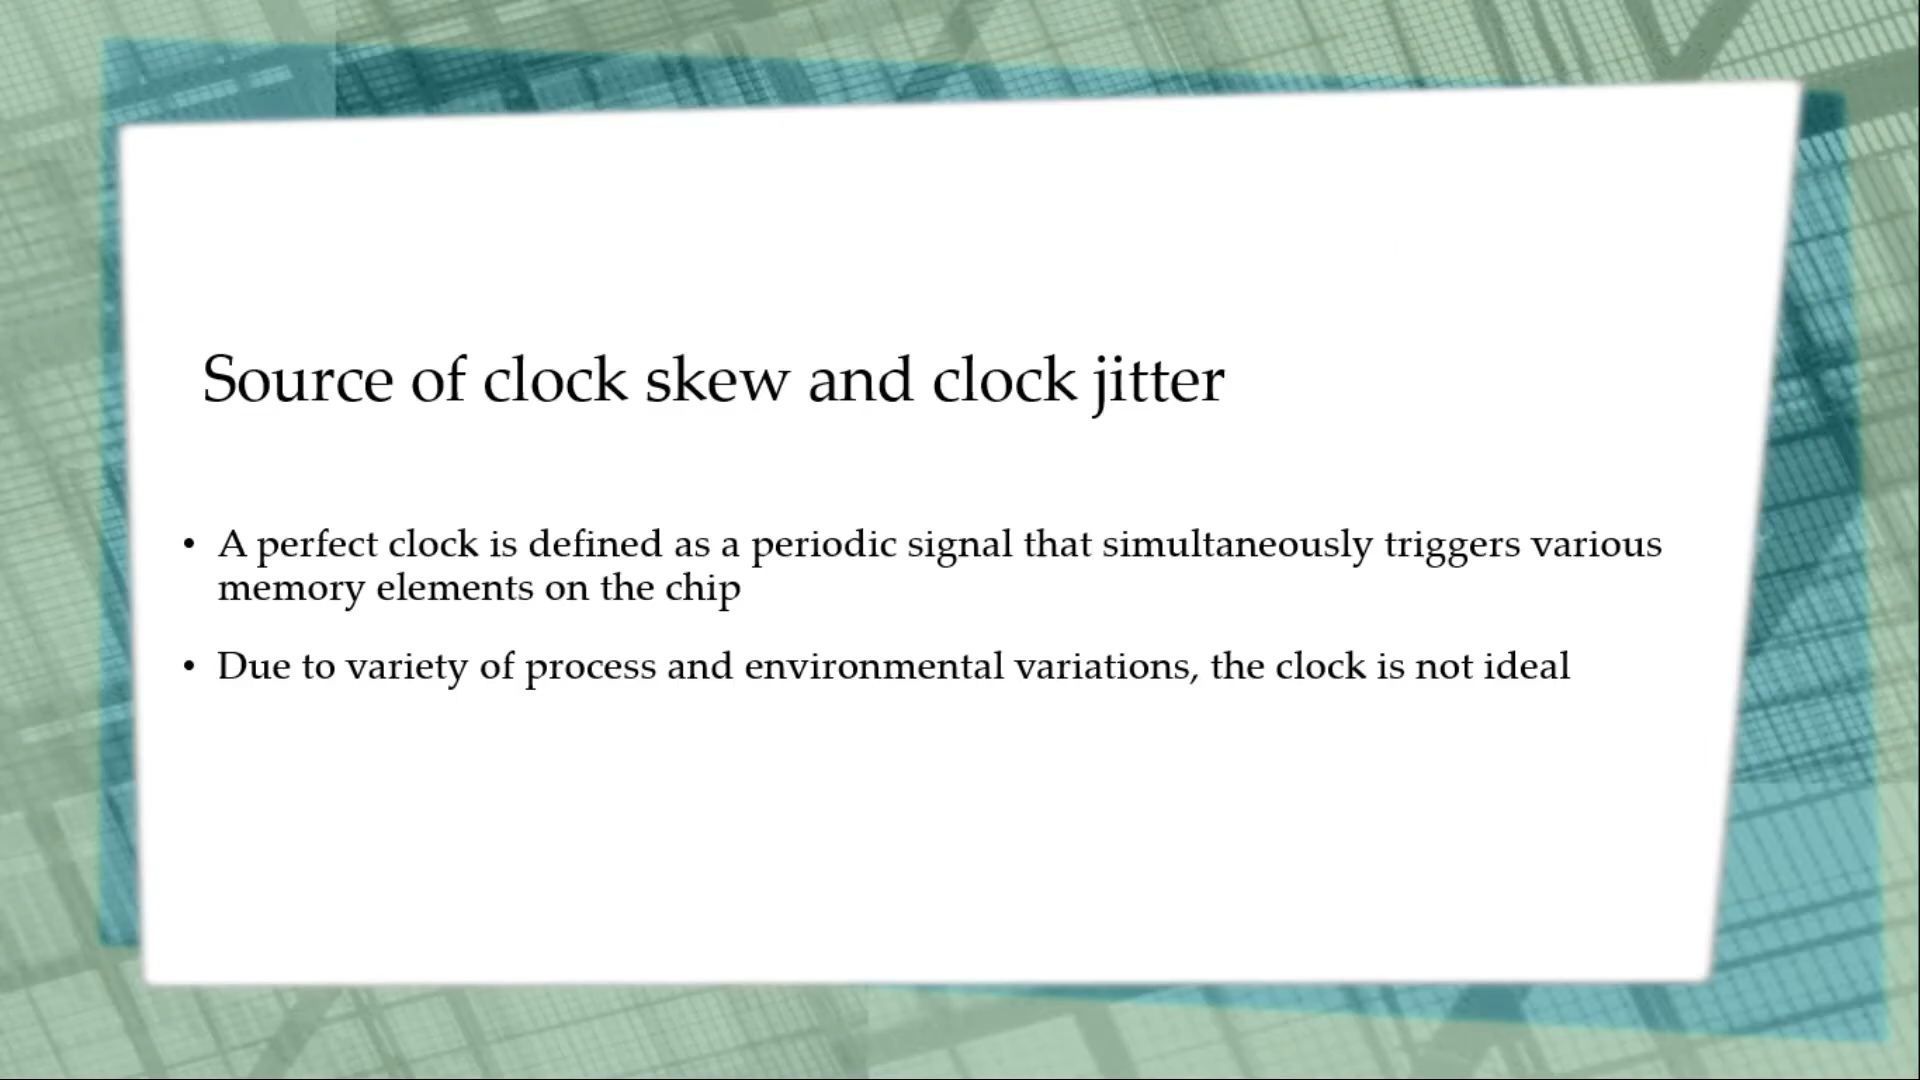 Source of clock skew and clock jitter
• A perfect clock is defined as a periodic signal that simultaneously triggers various
memory elements on the chip
• Due to variety of process and environmental variations, the clock is not ideal